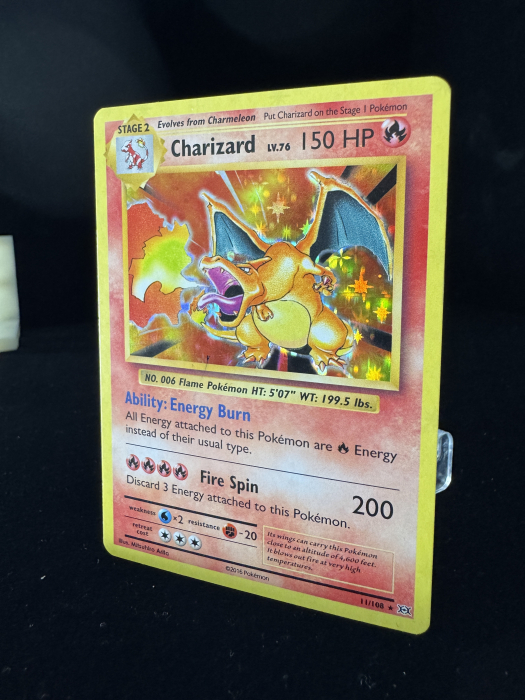 STAGE 2 Evolves from Charmeleon Put Charizard on the Stage 1 Pokémon
Charizard LV.76 150 HP
NO. 006 Flame Pokémon HT: 5'07" WT: 199.5 lbs.
Ability: Energy Burn
All Energy attached to this Pokémon are Energy
instead of their usual type.
Fire Spin 200
Discard 3 Energy attached to this Pokémon.
weakness ×2 resistance -20
retreat
cost
Its wings can carry this Pokémon
close to an altitude of 4,600 feet.
It blows out fire at very high
temperatures.
Illus. Mitsuhiro Arita
©2016 Pokémon
11/108